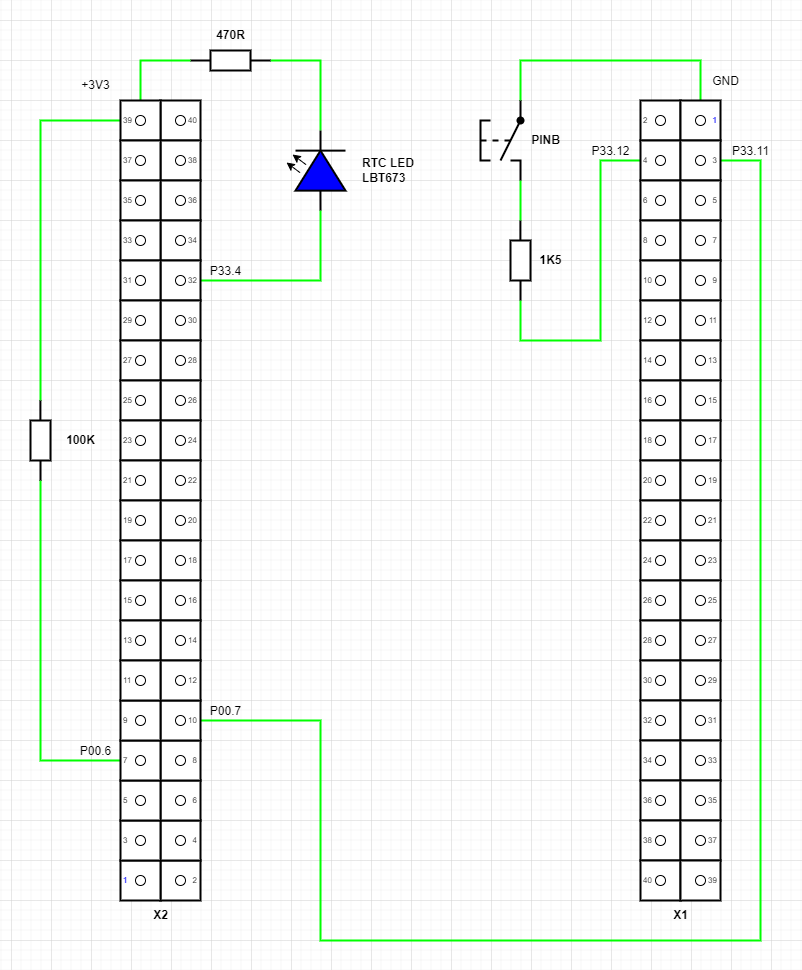 470R
+3V3
GND
RTC LED
LBT673
PINB
P33.12
P33.11
1K5
P33.4
100K
P00.7
P00.6
39 40
37 38
35 36
33 34
31 32
29 30
27 28
25 26
23 24
21 22
19 20
17 18
15 16
13 14
11 12
9 10
7 8
5 6
3 4
1 2
X2
2 1
4 3
6 5
8 7
10 9
12 11
14 13
16 15
18 17
20 19
22 21
24 23
26 25
28 27
30 29
32 31
34 33
36 35
38 37
40 39
X1